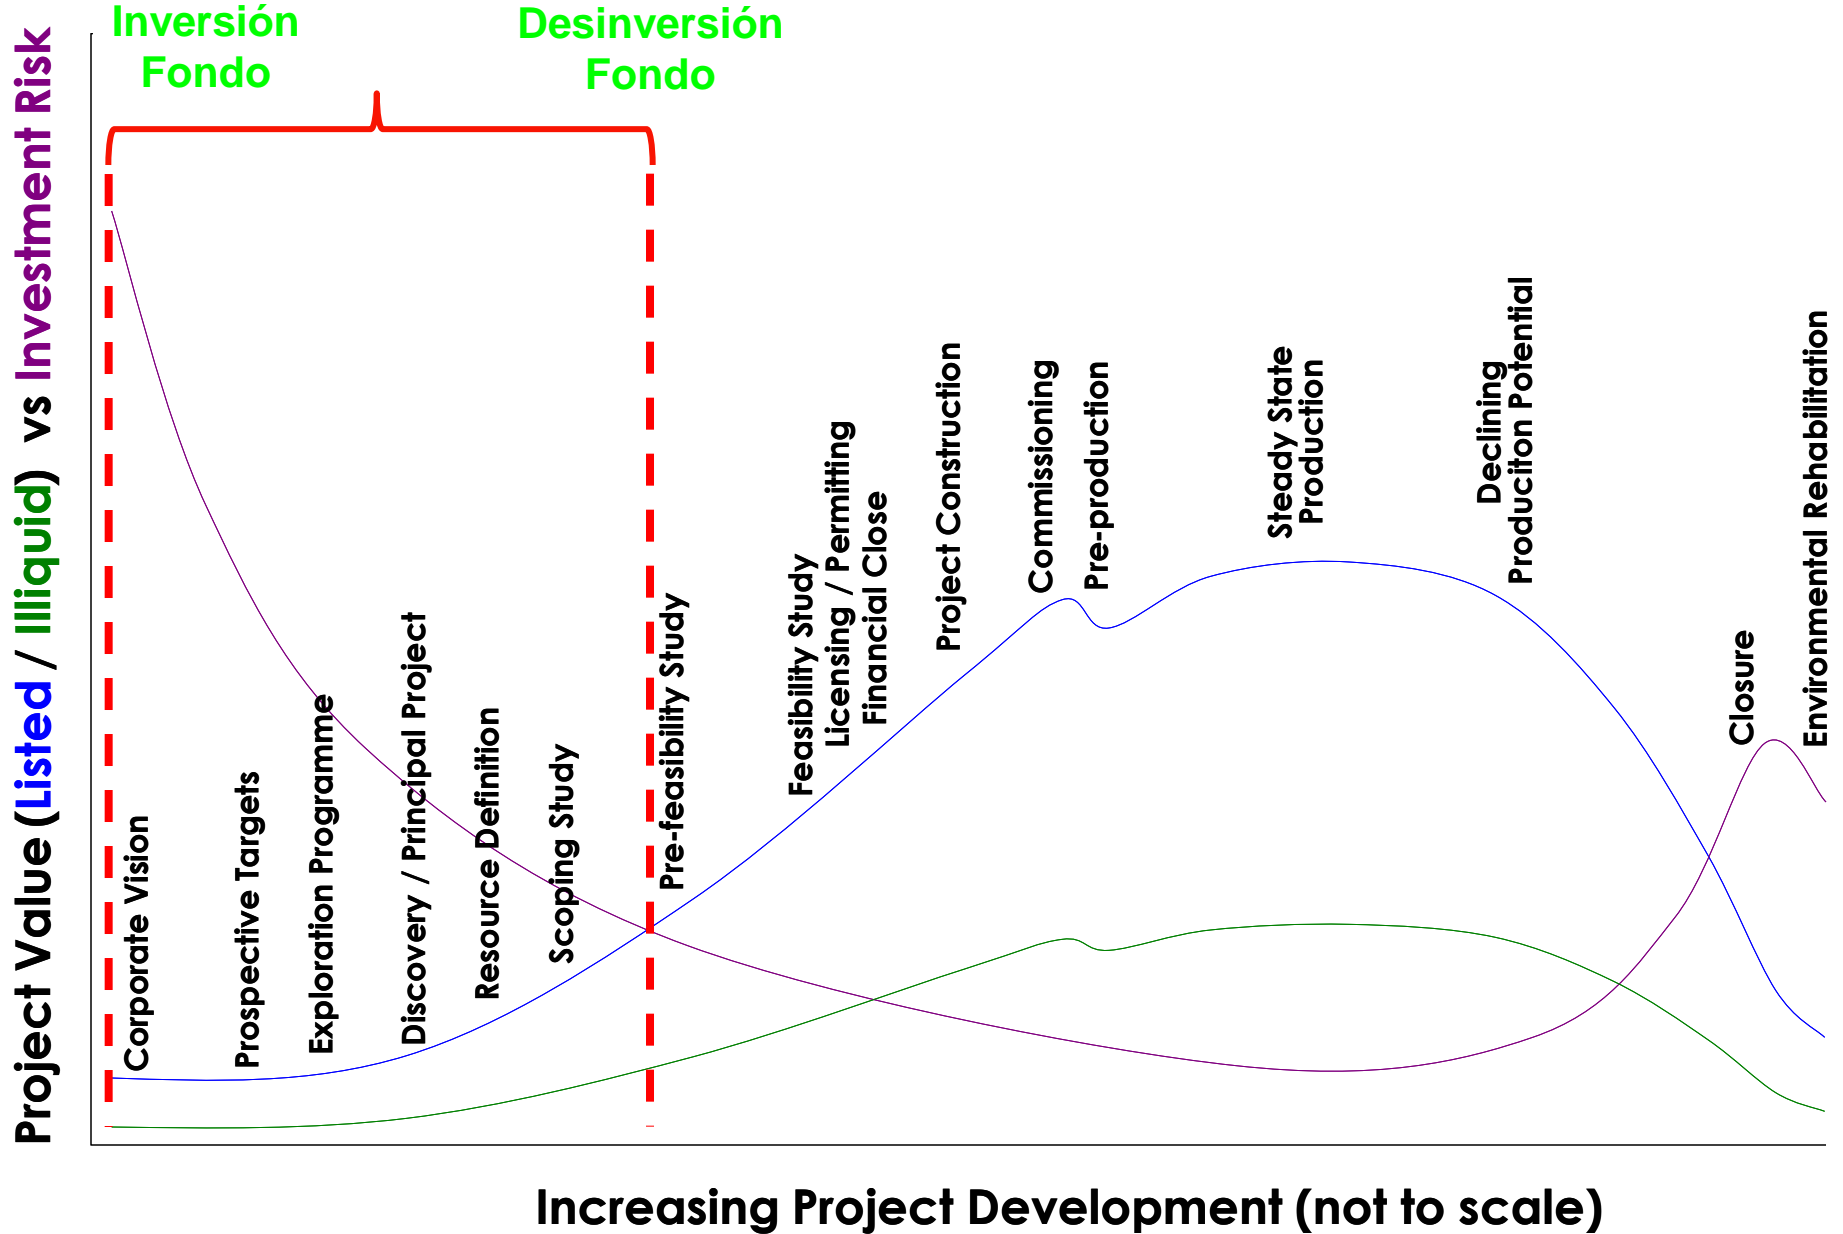 Inversión
Fondo
Desinversión
Fondo
Project Value (Listed / Illiquid) vs Investment Risk
Corporate Vision
Prospective Targets
Exploration Programme
Discovery / Principal Project
Resource Definition
Scoping Study
Pre-feasibility Study
Feasibility Study
Licensing / Permitting
Financial Close
Project Construction
Commissioning
Pre-production
Steady State
Production
Declining
Produciton Potential
Closure
Environmental Rehabilitation
Increasing Project Development (not to scale)